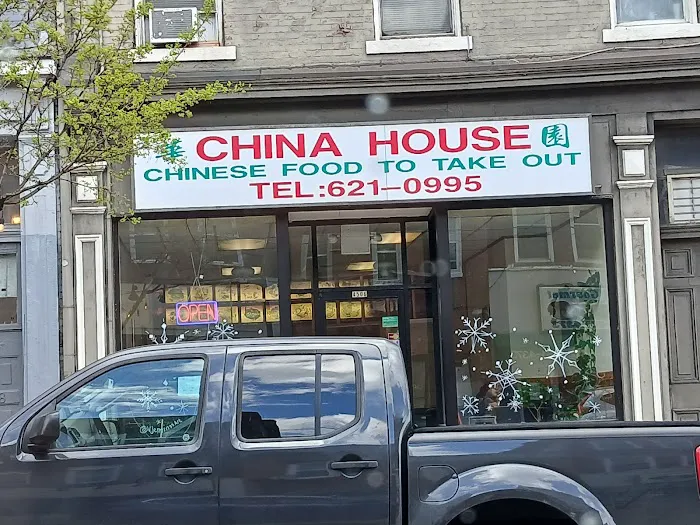 華 CHINA HOUSE 園
CHINESE FOOD TO TAKE OUT
TEL:621-0995
OPEN